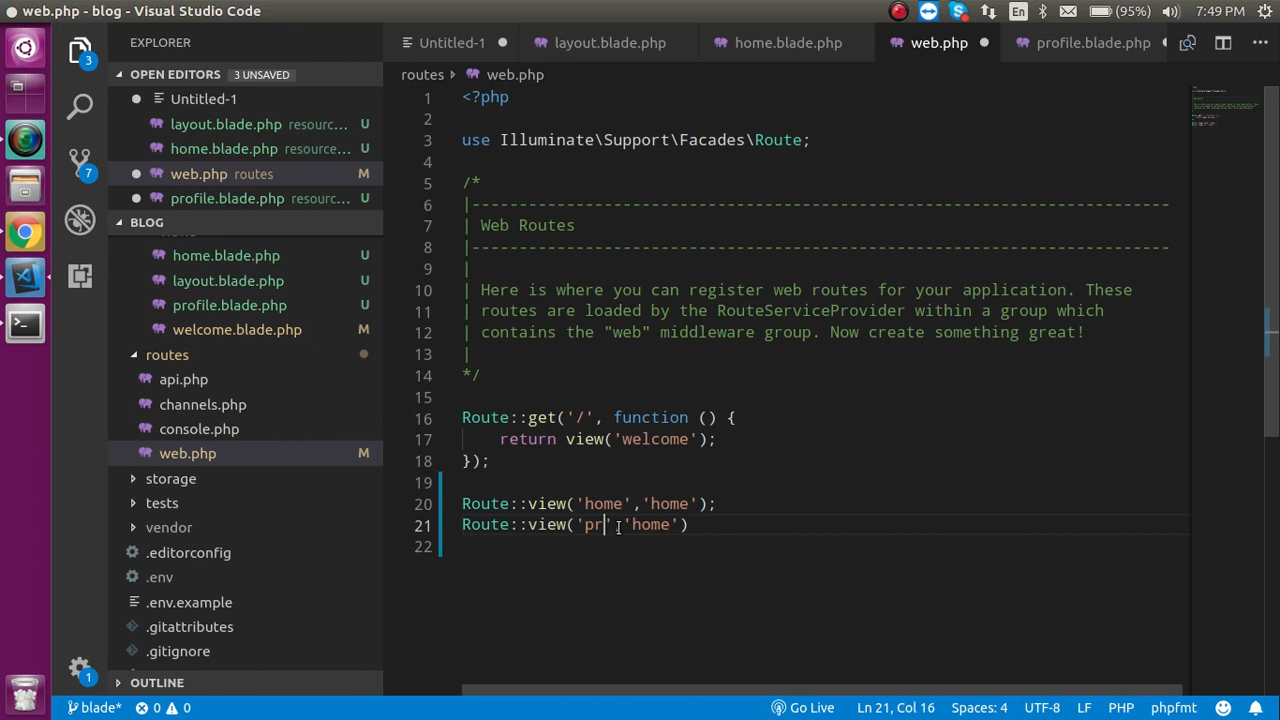 web.php - blog - Visual Studio Code
En
(95%)
7:49 PM
EXPLORER
OPEN EDITORS 3 UNSAVED
Untitled-1
layout.blade.php resourc... U
home.blade.php resource... U
web.php routes M
profile.blade.php resourc... U
BLOG
home.blade.php U
layout.blade.php U
profile.blade.php U
welcome.blade.php M
routes
api.php
channels.php
console.php
web.php M
storage
tests
vendor
.editorconfig
.env
.env.example
.gitattributes
.gitignore
OUTLINE
3
7
1
Untitled-1
layout.blade.php
home.blade.php
web.php
profile.blade.php
routes web.php
1 <?php
2
3 use Illuminate\Support\Facades\Route;
4
5 /*
6 |--------------------------------------------------------------------------
7 | Web Routes
8 |--------------------------------------------------------------------------
9 |
10 | Here is where you can register web routes for your application. These
11 | routes are loaded by the RouteServiceProvider within a group which
12 | contains the "web" middleware group. Now create something great!
13 |
14 */
15
16 Route::get('/', function () {
17 return view('welcome');
18 });
19
20 Route::view('home','home');
21 Route::view('pr','home')
22
blade*
0
0
Go Live
Ln 21, Col 16
Spaces: 4
UTF-8
LF
PHP
phpfmt